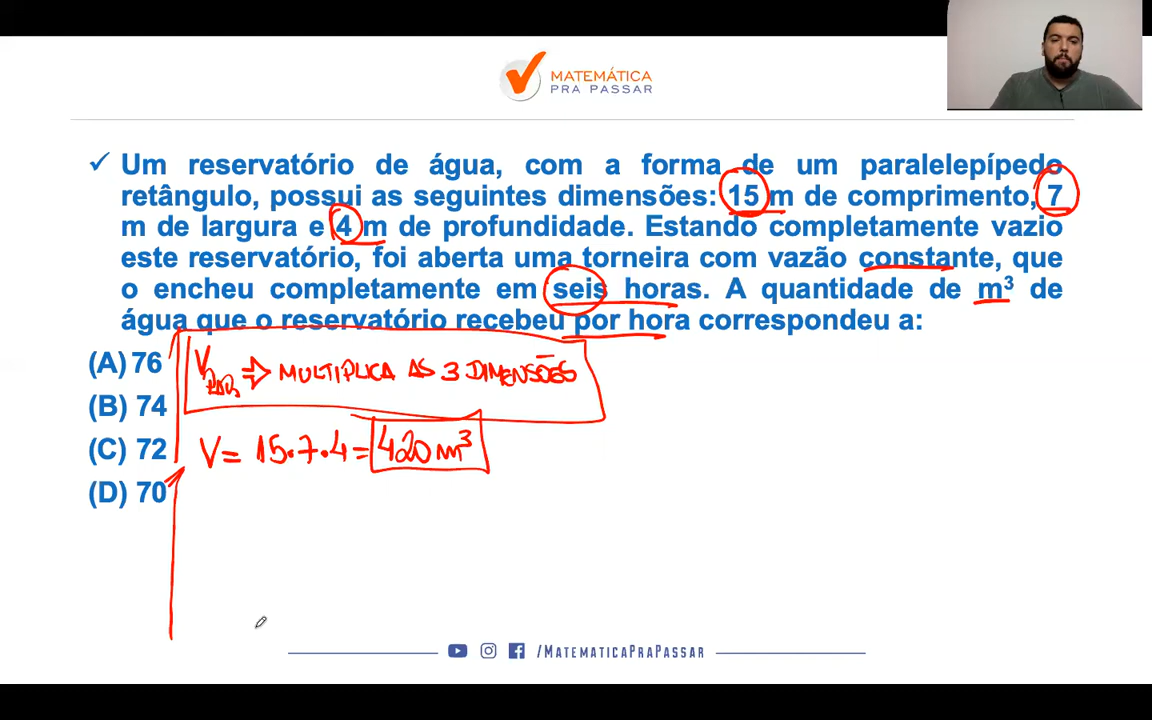 MATEMÁTICA
PRA PASSAR
✓ Um reservatório de água, com a forma de um paralelepípedo
retângulo, possui as seguintes dimensões: 15 m de comprimento, 7
m de largura e 4 m de profundidade. Estando completamente vazio
este reservatório, foi aberta uma torneira com vazão constante, que
o encheu completamente em seis horas. A quantidade de m³ de
água que o reservatório recebeu por hora correspondeu a:
(A) 76
V ⇒ MULTIPLICA AS 3 DIMENSÕES
(B) 74
(C) 72
V = 15.7.4 = 420 m³
(D) 70
/MATEMATICAPRAPASSAR